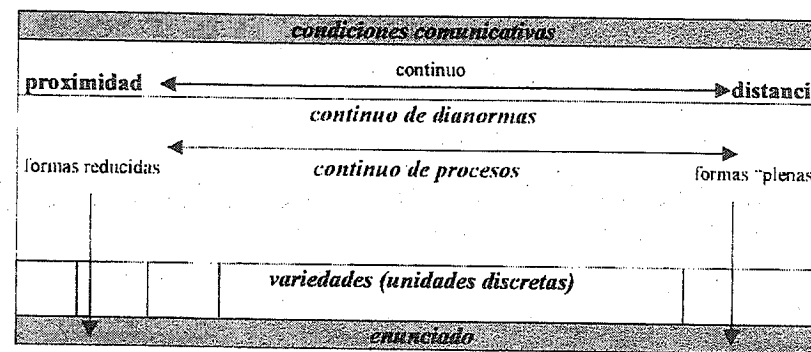 condiciones comunicativas
continuo
proximidad distanci
continuo de dianormas
formas reducidas continuo de procesos formas "plenas
variedades (unidades discretas)
enunciado